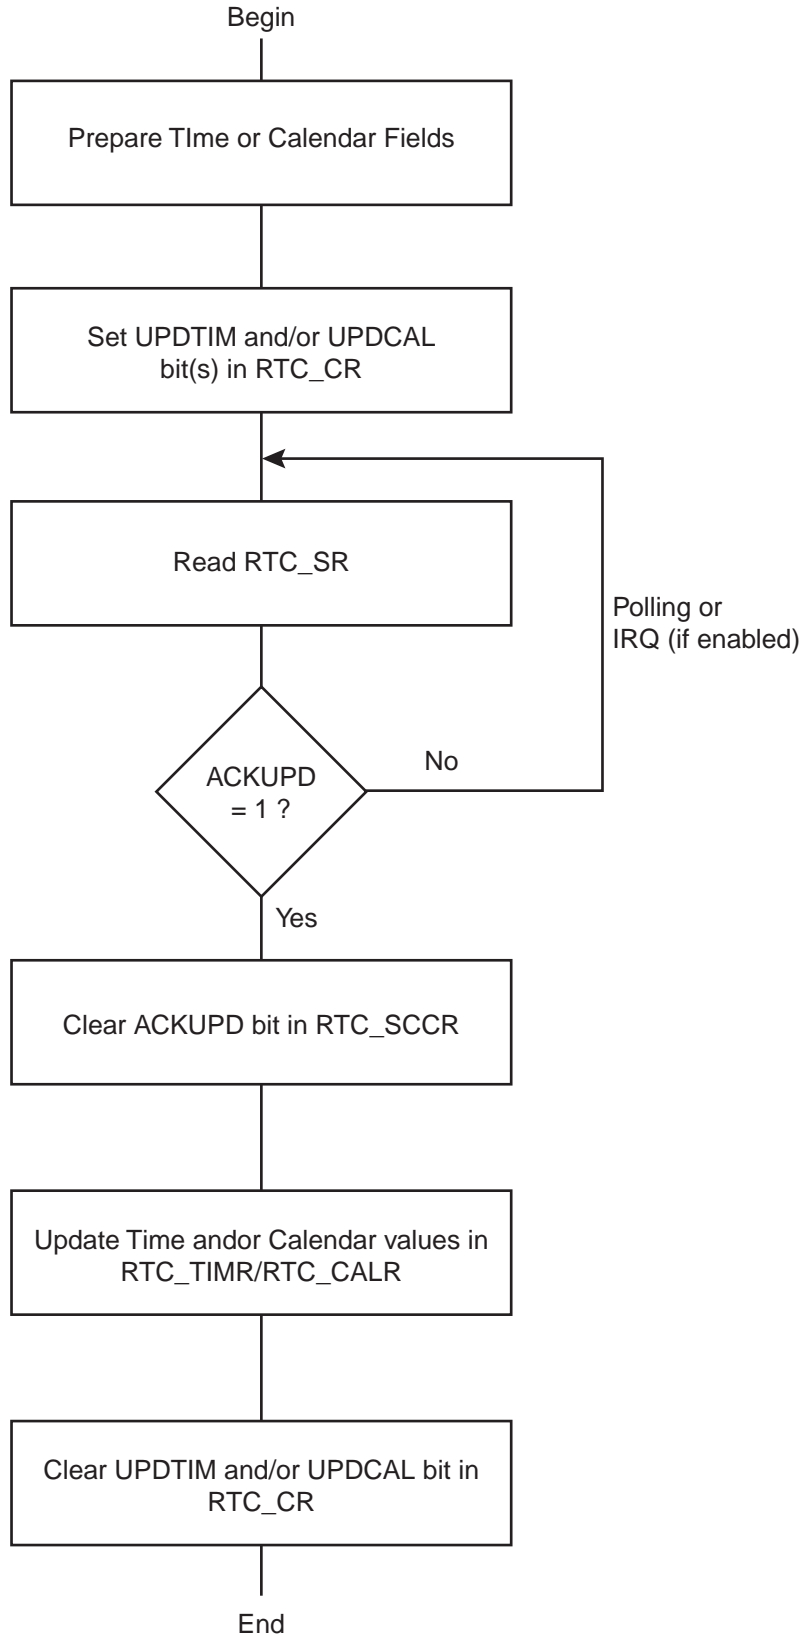 Begin
Prepare TIme or Calendar Fields
Set UPDTIM and/or UPDCAL
bit(s) in RTC_CR
Read RTC_SR
Polling or
IRQ (if enabled)
ACKUPD
= 1 ?
No
Yes
Clear ACKUPD bit in RTC_SCCR
Update Time andor Calendar values in
RTC_TIMR/RTC_CALR
Clear UPDTIM and/or UPDCAL bit in
RTC_CR
End